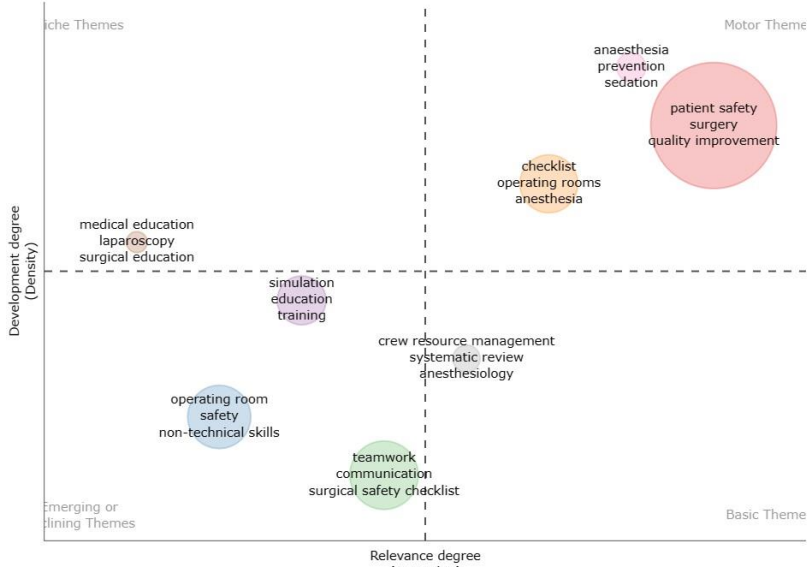 iche Themes
Motor Theme
anaesthesia
prevention
sedation
patient safety
surgery
quality improvement
checklist
operating rooms
anesthesia
medical education
laparoscopy
surgical education
Development degree
(Density)
simulation
education
training
crew resource management
systematic review
anesthesiology
operating room
safety
non-technical skills
teamwork
communication
surgical safety checklist
Emerging or
clining Themes
Basic Theme
Relevance degree